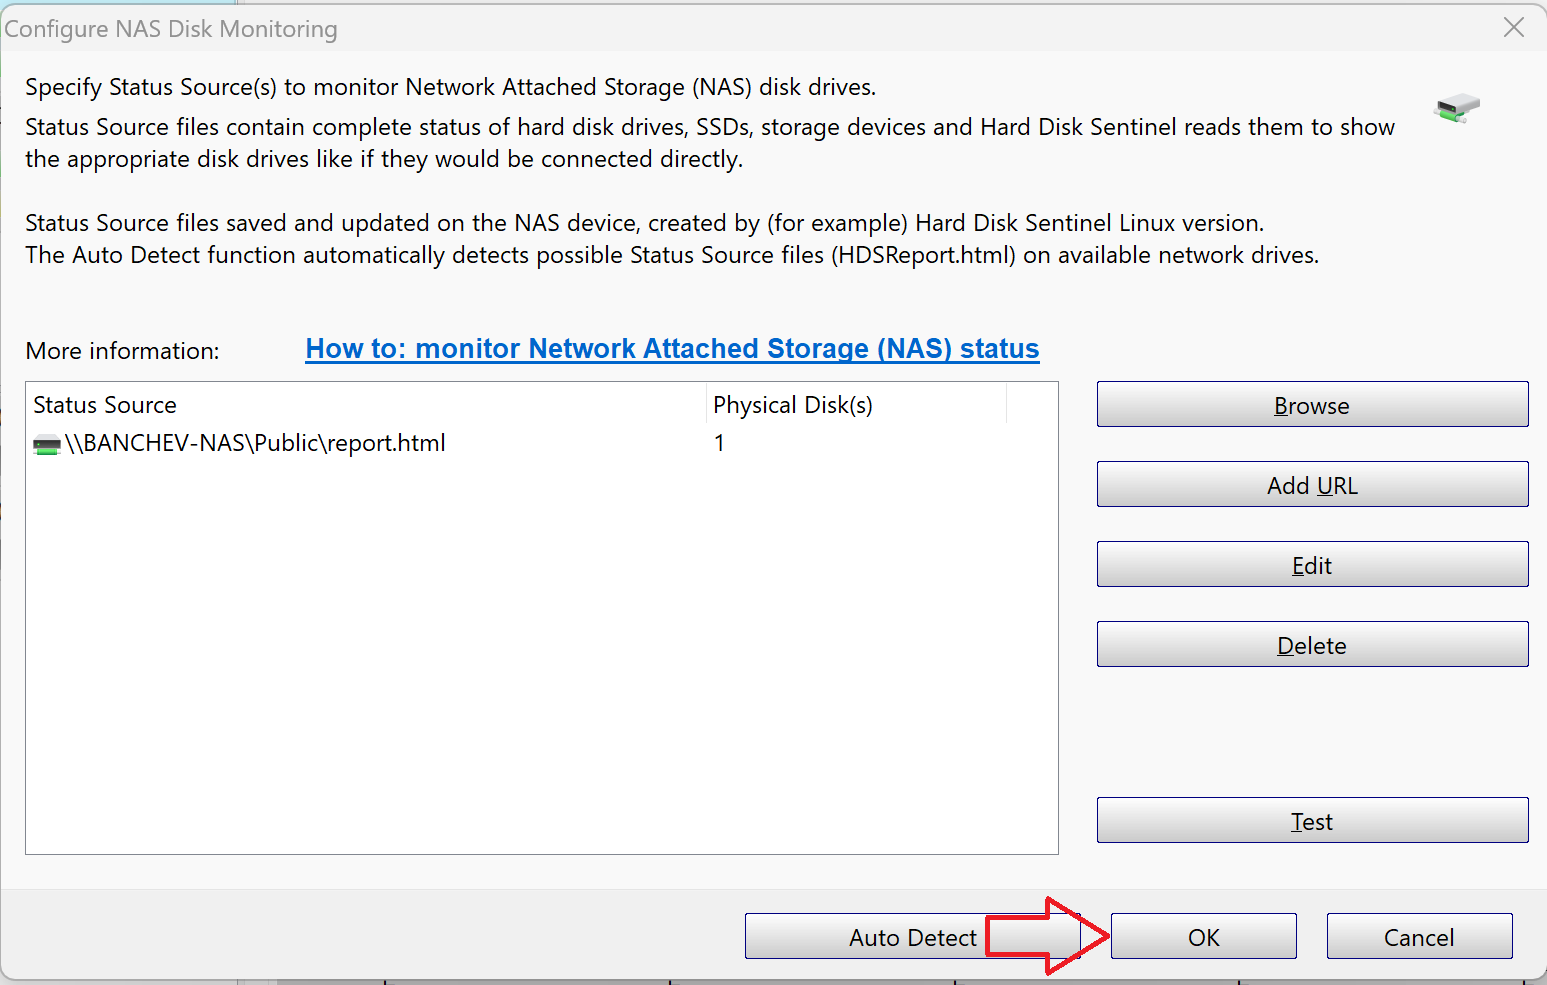 Configure NAS Disk Monitoring
Specify Status Source(s) to monitor Network Attached Storage (NAS) disk drives.
Status Source files contain complete status of hard disk drives, SSDs, storage devices and Hard Disk Sentinel reads them to show
the appropriate disk drives like if they would be connected directly.
Status Source files saved and updated on the NAS device, created by (for example) Hard Disk Sentinel Linux version.
The Auto Detect function automatically detects possible Status Source files (HDSReport.html) on available network drives.
More information: How to: monitor Network Attached Storage (NAS) status
Status Source Physical Disk(s)
\\BANCHEV-NAS\Public\report.html 1
Browse
Add URL
Edit
Delete
Test
Auto Detect OK Cancel